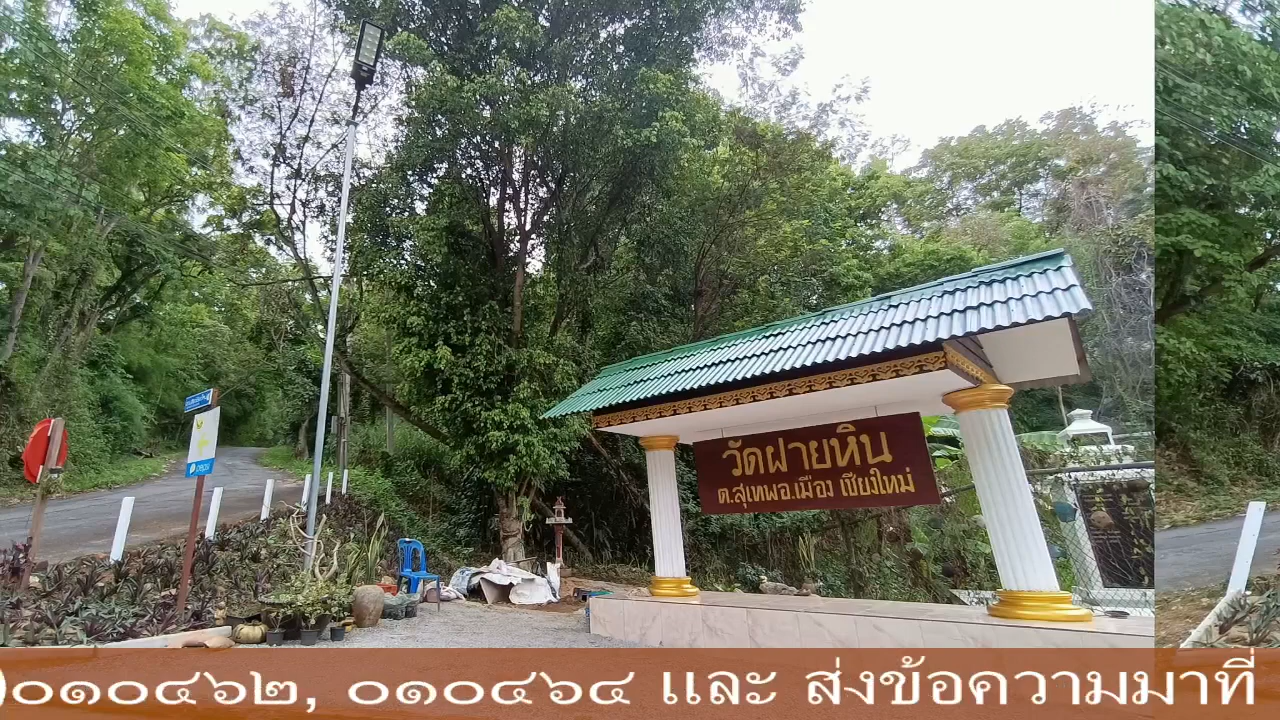 วัดฝายหิน
ต.สุเทพอ.เมือง เชียงใหม่
๐๑๐๔๖๒, ๐๑๐๔๖๔ และ ส่งข้อความมาที่